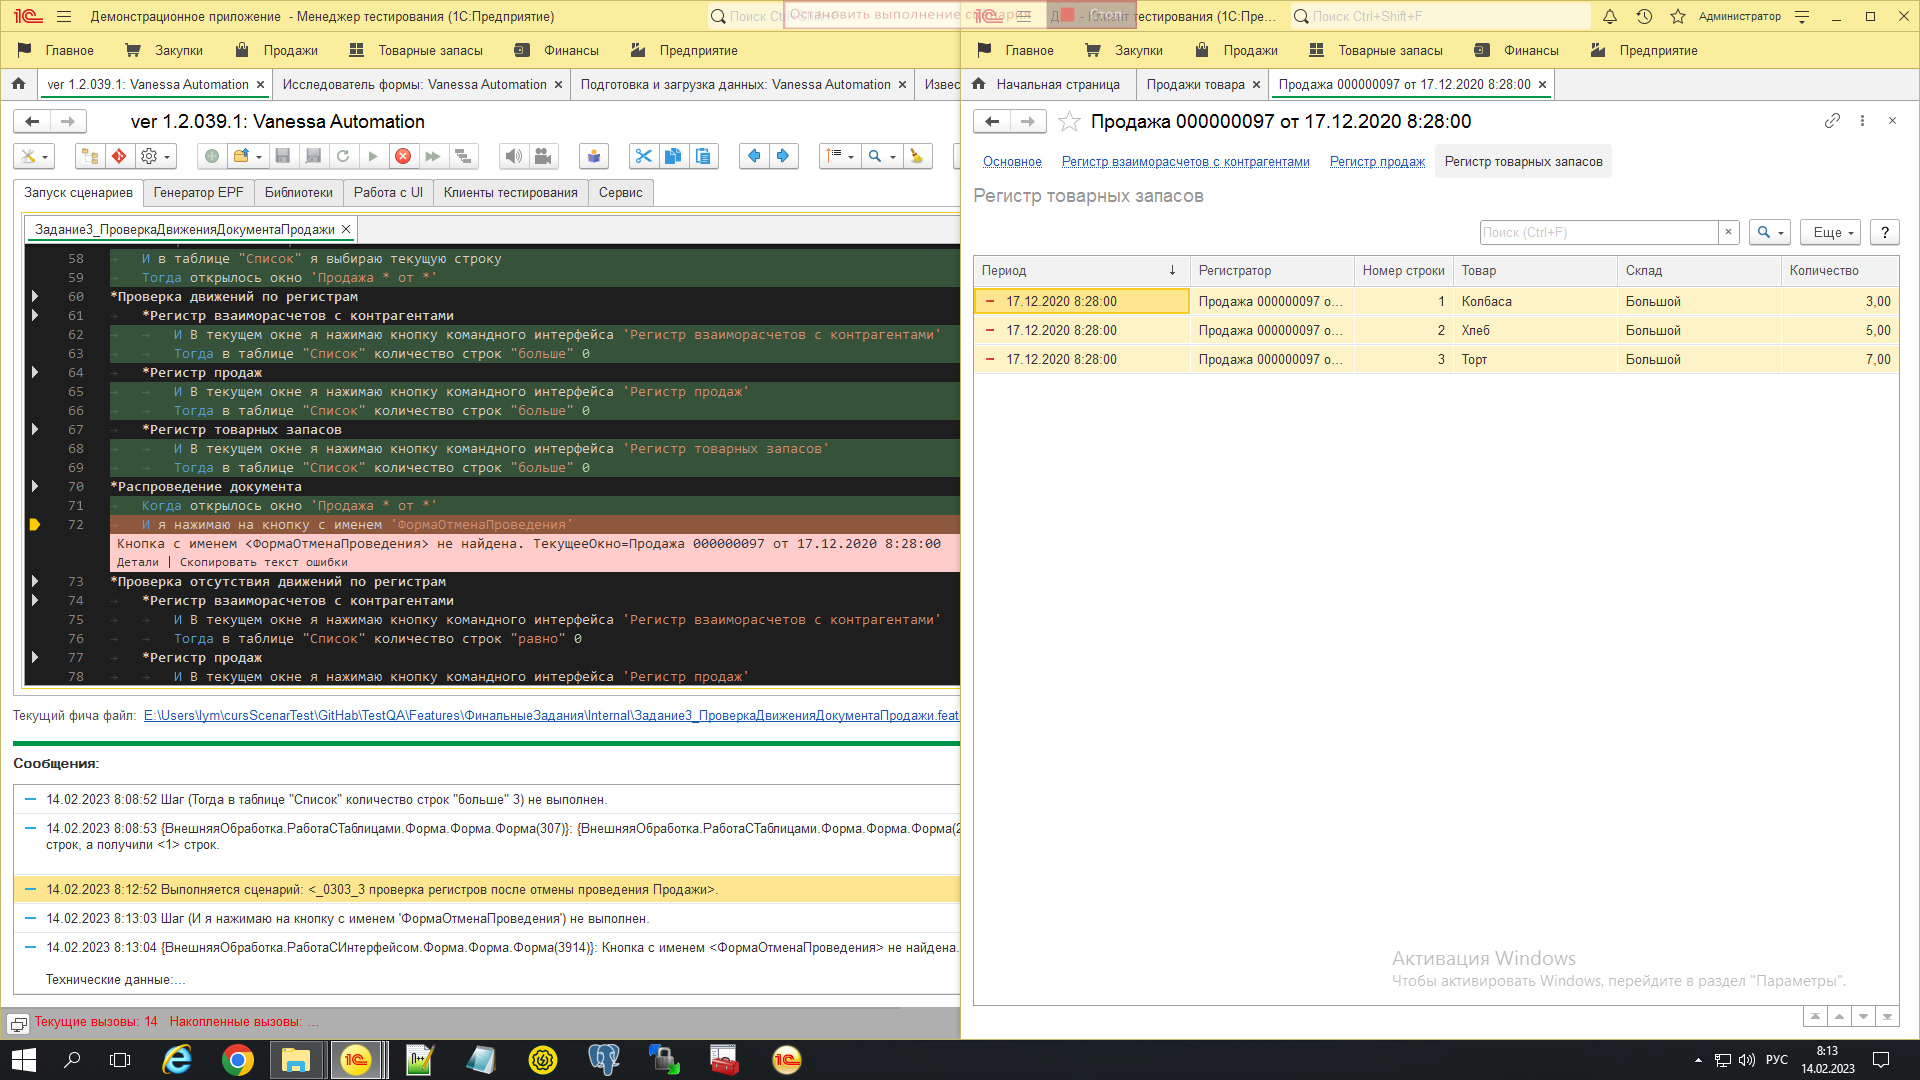 Демонстрационное приложение - Менеджер тестирования (1С:Предприятие)
Поиск Ctrl+Shift+F
Остановить выполнение сценария
Стоп
Главное Закупки Продажи Товарные запасы Финансы Предприятие
ver 1.2.039.1: Vanessa Automation
Исследователь формы: Vanessa Automation
Подготовка и загрузка данных: Vanessa Automation
Извес
ver 1.2.039.1: Vanessa Automation
Запуск сценариев Генератор EPF Библиотеки Работа с UI Клиенты тестирования Сервис
Задание3_ПроверкаДвиженияДокументаПродажи
58 И в таблице "Список" я выбираю текущую строку
59 Тогда открылось окно 'Продажа * от *'
60 *Проверка движений по регистрам
61 *Регистр взаиморасчетов с контрагентами
62 И В текущем окне я нажимаю кнопку командного интерфейса 'Регистр взаиморасчетов с контрагентами'
63 Тогда в таблице "Список" количество строк "больше" 0
64 *Регистр продаж
65 И В текущем окне я нажимаю кнопку командного интерфейса 'Регистр продаж'
66 Тогда в таблице "Список" количество строк "больше" 0
67 *Регистр товарных запасов
68 И В текущем окне я нажимаю кнопку командного интерфейса 'Регистр товарных запасов'
69 Тогда в таблице "Список" количество строк "больше" 0
70 *Распроведение документа
71 Когда открылось окно 'Продажа * от *'
72 И я нажимаю на кнопку с именем 'ФормаОтменаПроведения'
Кнопка с именем <ФормаОтменаПроведения> не найдена. ТекущееОкно=Продажа 000000097 от 17.12.2020 8:28:00
Детали | Скопировать текст ошибки
73 *Проверка отсутствия движений по регистрам
74 *Регистр взаиморасчетов с контрагентами
75 И В текущем окне я нажимаю кнопку командного интерфейса 'Регистр взаиморасчетов с контрагентами'
76 Тогда в таблице "Список" количество строк "равно" 0
77 *Регистр продаж
78 И В текущем окне я нажимаю кнопку командного интерфейса 'Регистр продаж'
Текущий фича файл: E:\Users\lym\cursScenarTest\GitHab\TestQA\Features\ФинальныеЗадания\Internal\Задание3_ПроверкаДвиженияДокументаПродажи.feat
Сообщения:
14.02.2023 8:08:52 Шаг (Тогда в таблице "Список" количество строк "больше" 3) не выполнен.
14.02.2023 8:08:53 {ВнешняяОбработка.РаботаСТаблицами.Форма.Форма.Форма(307)}: {ВнешняяОбработка.РаботаСТаблицами.Форма.Форма.Форма(2
строк, а получили <1> строк.
14.02.2023 8:12:52 Выполняется сценарий: <_0303_3 проверка регистров после отмены проведения Продажи>.
14.02.2023 8:13:03 Шаг (И я нажимаю на кнопку с именем 'ФормаОтменаПроведения') не выполнен.
14.02.2023 8:13:04 {ВнешняяОбработка.РаботаСИнтерфейсом.Форма.Форма.Форма(3914)}: Кнопка с именем <ФормаОтменаПроведения> не найдена.
Технические данные:...
Текущие вызовы: 14 Накопленные вызовы: ...
тестирования (1С:Пре...
Поиск Ctrl+Shift+F
Администратор
Главное Закупки Продажи Товарные запасы Финансы Предприятие
Начальная страница
Продажи товара
Продажа 000000097 от 17.12.2020 8:28:00
Продажа 000000097 от 17.12.2020 8:28:00
Основное Регистр взаиморасчетов с контрагентами Регистр продаж Регистр товарных запасов
Регистр товарных запасов
Поиск (Ctrl+F) × Еще ?
Период Регистратор Номер строки Товар Склад Количество
17.12.2020 8:28:00 Продажа 000000097 о... 1 Колбаса Большой 3,00
17.12.2020 8:28:00 Продажа 000000097 о... 2 Хлеб Большой 5,00
17.12.2020 8:28:00 Продажа 000000097 о... 3 Торт Большой 7,00
Активация Windows
Чтобы активировать Windows, перейдите в раздел "Параметры".
РУС
8:13
14.02.2023